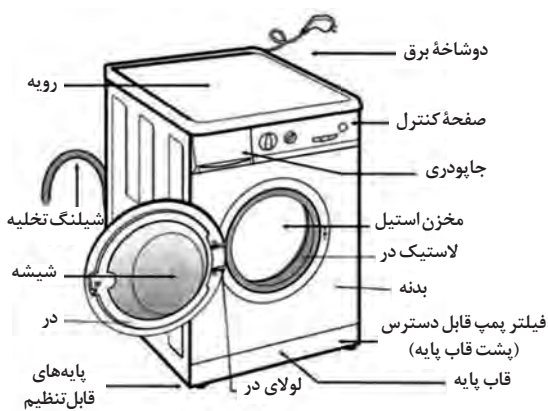 دوشاخهٔ برق
رویه
صفحهٔ کنترل
جاپودری
شیلنگ تخلیه
مخزن استیل
لاستیک در
شیشه
بدنه
در
فیلتر پمپ قابل دسترس
(پشت قاب پایه)
قاب پایه
لولای در
پایه‌های
قابل‌تنظیم